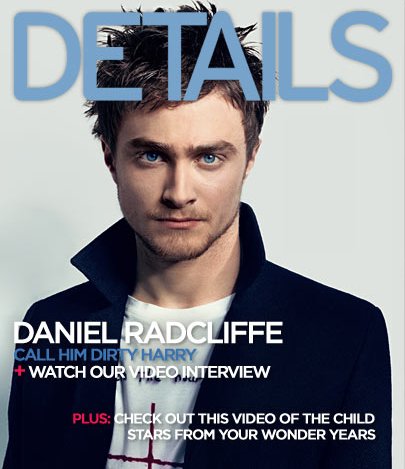 DETAILS
DANIEL RADCLIFFE
CALL HIM DIRTY HARRY
+ WATCH OUR VIDEO INTERVIEW
PLUS: CHECK OUT THIS VIDEO OF THE CHILD
STARS FROM YOUR WONDER YEARS